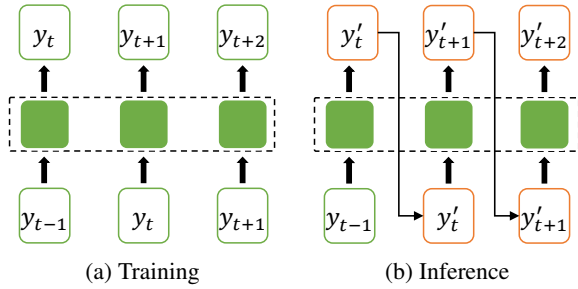 y_t y_{t+1} y_{t+2} y'_t y'_{t+1} y'_{t+2}
y_{t−1} y_t y_{t+1} y_{t−1} y'_t y'_{t+1}
(a) Training (b) Inference